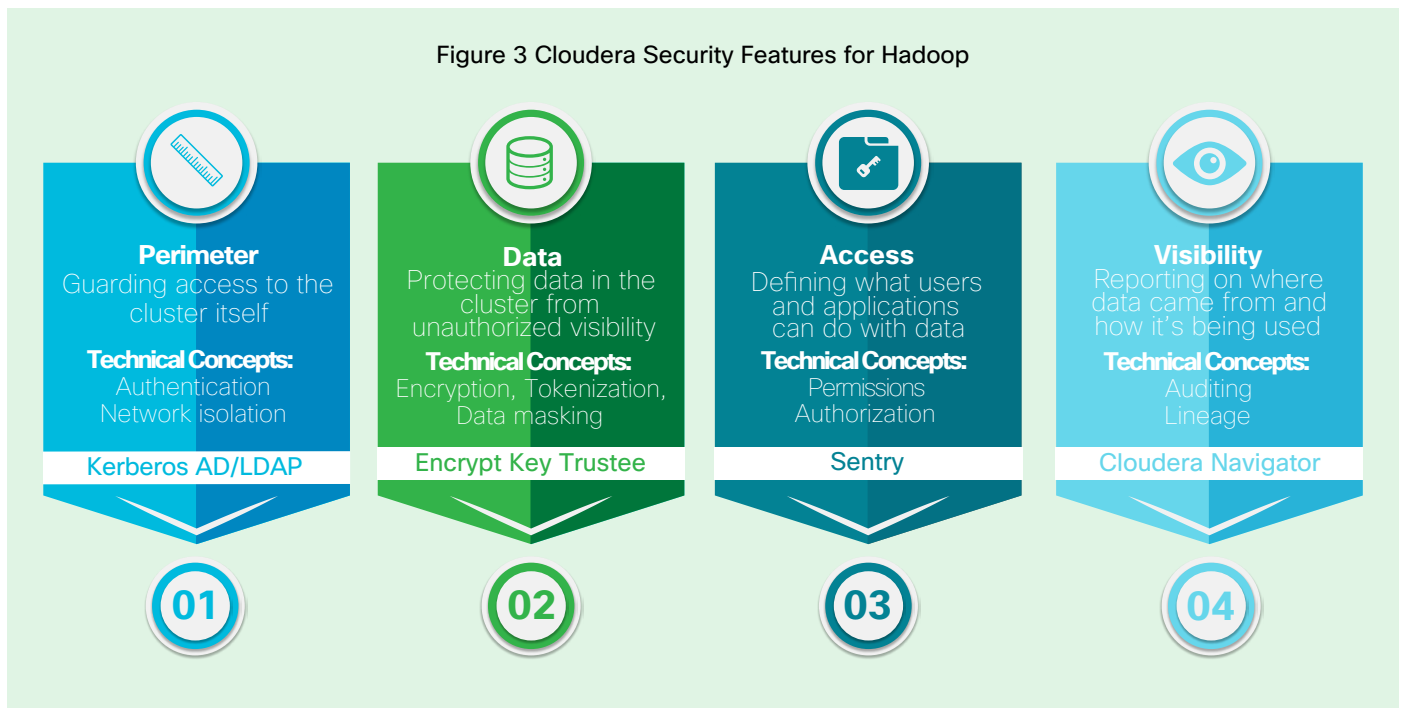 Figure 3 Cloudera Security Features for Hadoop
Perimeter
Guarding access to the
cluster itself
Technical Concepts:
Authentication
Network isolation
Kerberos AD/LDAP
01
Data
Protecting data in the
cluster from
unauthorized visibility
Technical Concepts:
Encryption, Tokenization,
Data masking
Encrypt Key Trustee
02
Access
Defining what users
and applications
can do with data
Technical Concepts:
Permissions
Authorization
Sentry
03
Visibility
Reporting on where
data came from and
how it's being used
Technical Concepts:
Auditing
Lineage
Cloudera Navigator
04